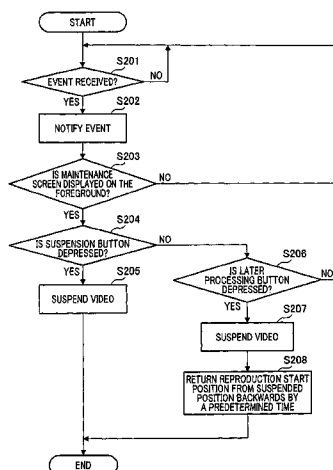 START
S201
EVENT RECEIVED?
NO
YES
S202
NOTIFY EVENT
S203
IS MAINTENANCE
SCREEN DISPLAYED ON THE
FOREGROUND?
NO
YES
S204
IS SUSPENSION BUTTON
DEPRESSED?
NO
YES
S205
SUSPEND VIDEO
S206
IS LATER
PROCESSING BUTTON
DEPRESSED?
NO
YES
S207
SUSPEND VIDEO
S208
RETURN REPRODUCTION START
POSITION FROM SUSPENDED
POSITION BACKWARDS BY
A PREDETERMINED TIME
END